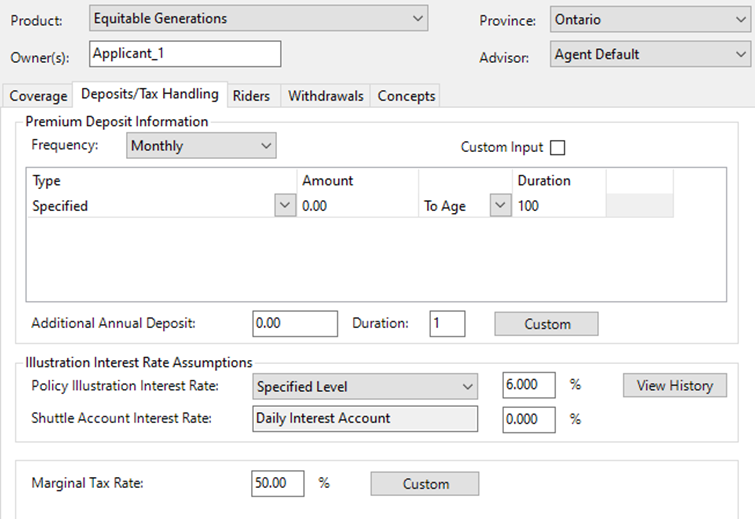 Product: Equitable Generations Province: Ontario
Owner(s): Applicant_1 Advisor: Agent Default
Coverage Deposits/Tax Handling Riders Withdrawals Concepts
Premium Deposit Information
Frequency: Monthly Custom Input
Type Amount Duration
Specified 0.00 To Age 100
Additional Annual Deposit: 0.00 Duration: 1 Custom
Illustration Interest Rate Assumptions
Policy Illustration Interest Rate: Specified Level 6.000 % View History
Shuttle Account Interest Rate: Daily Interest Account 0.000 %
Marginal Tax Rate: 50.00 % Custom